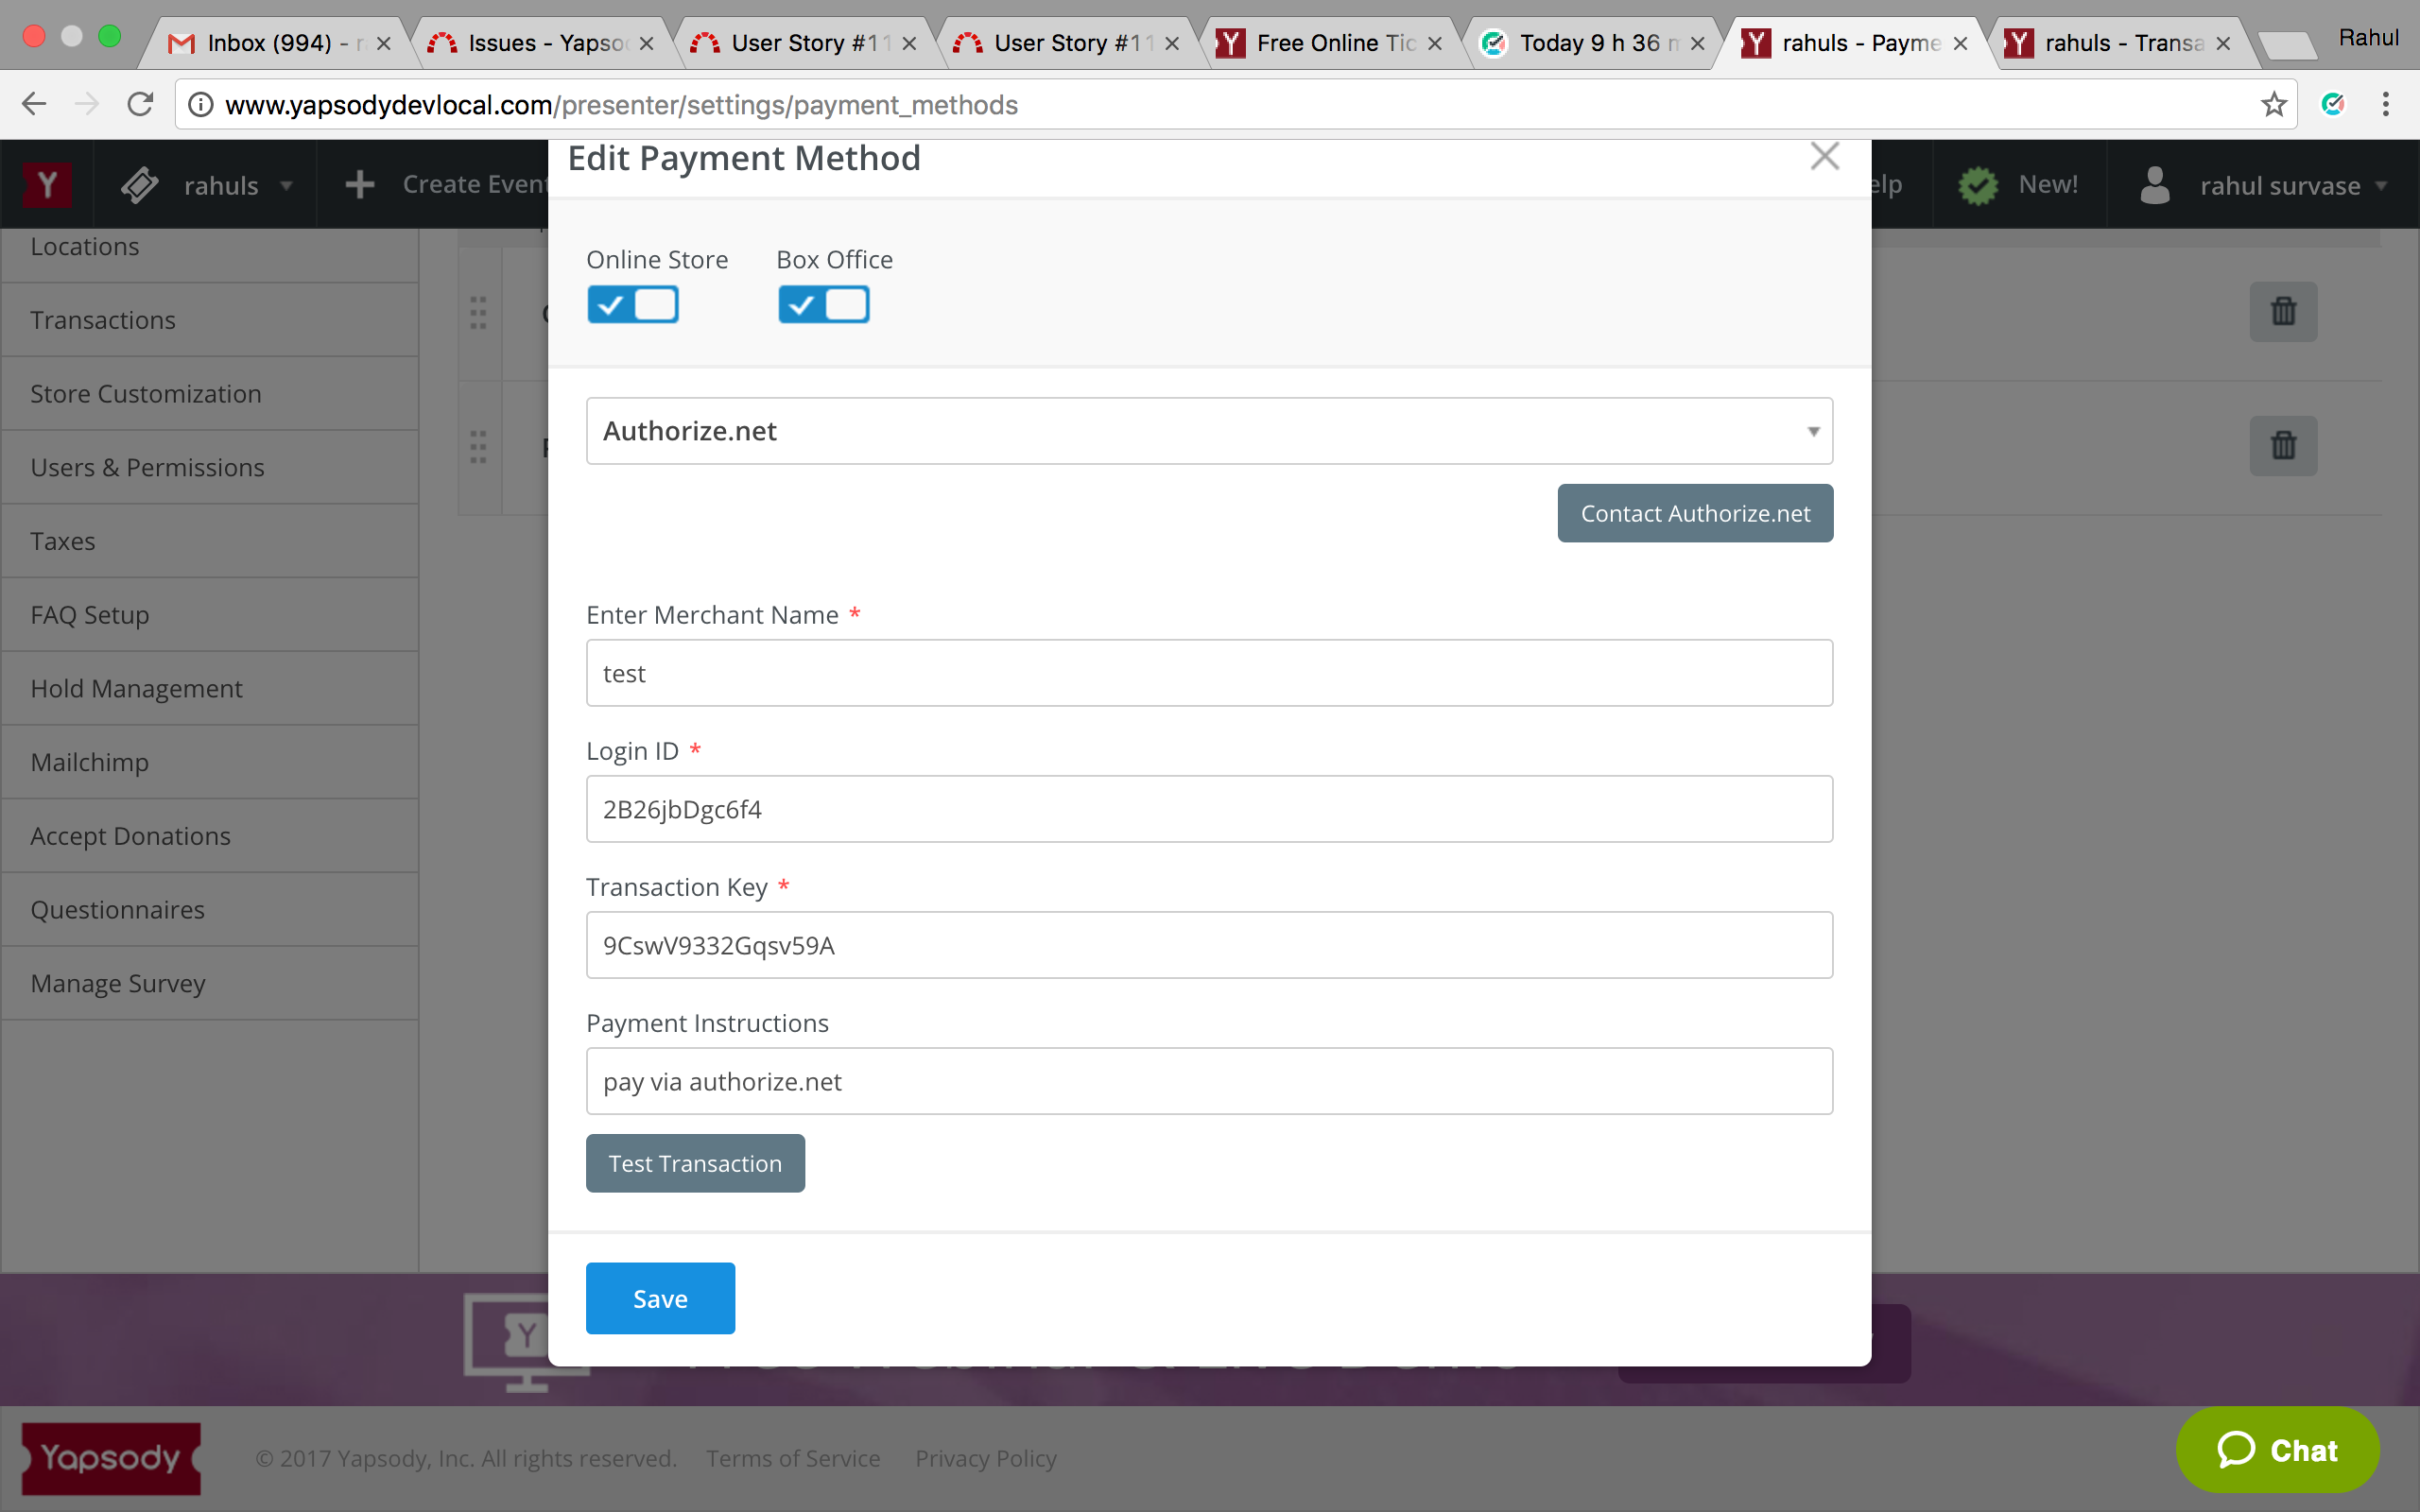 Inbox (994) - r
Issues - Yapso
User Story #11
User Story #11
Free Online Tic
Today 9 h 36 m
rahuls - Payme
rahuls - Transa
Rahul
www.yapsodydevlocal.com/presenter/settings/payment_methods
Y
rahuls
Create Event
Edit Payment Method
elp
New!
rahul survase
Locations
Transactions
Store Customization
Users & Permissions
Taxes
FAQ Setup
Hold Management
Mailchimp
Accept Donations
Questionnaires
Manage Survey
Online Store
Box Office
Authorize.net
Contact Authorize.net
Enter Merchant Name *
test
Login ID *
2B26jbDgc6f4
Transaction Key *
9CswV9332Gqsv59A
Payment Instructions
pay via authorize.net
Test Transaction
Save
Y
Yapsody
© 2017 Yapsody, Inc. All rights reserved.
Terms of Service
Privacy Policy
Chat